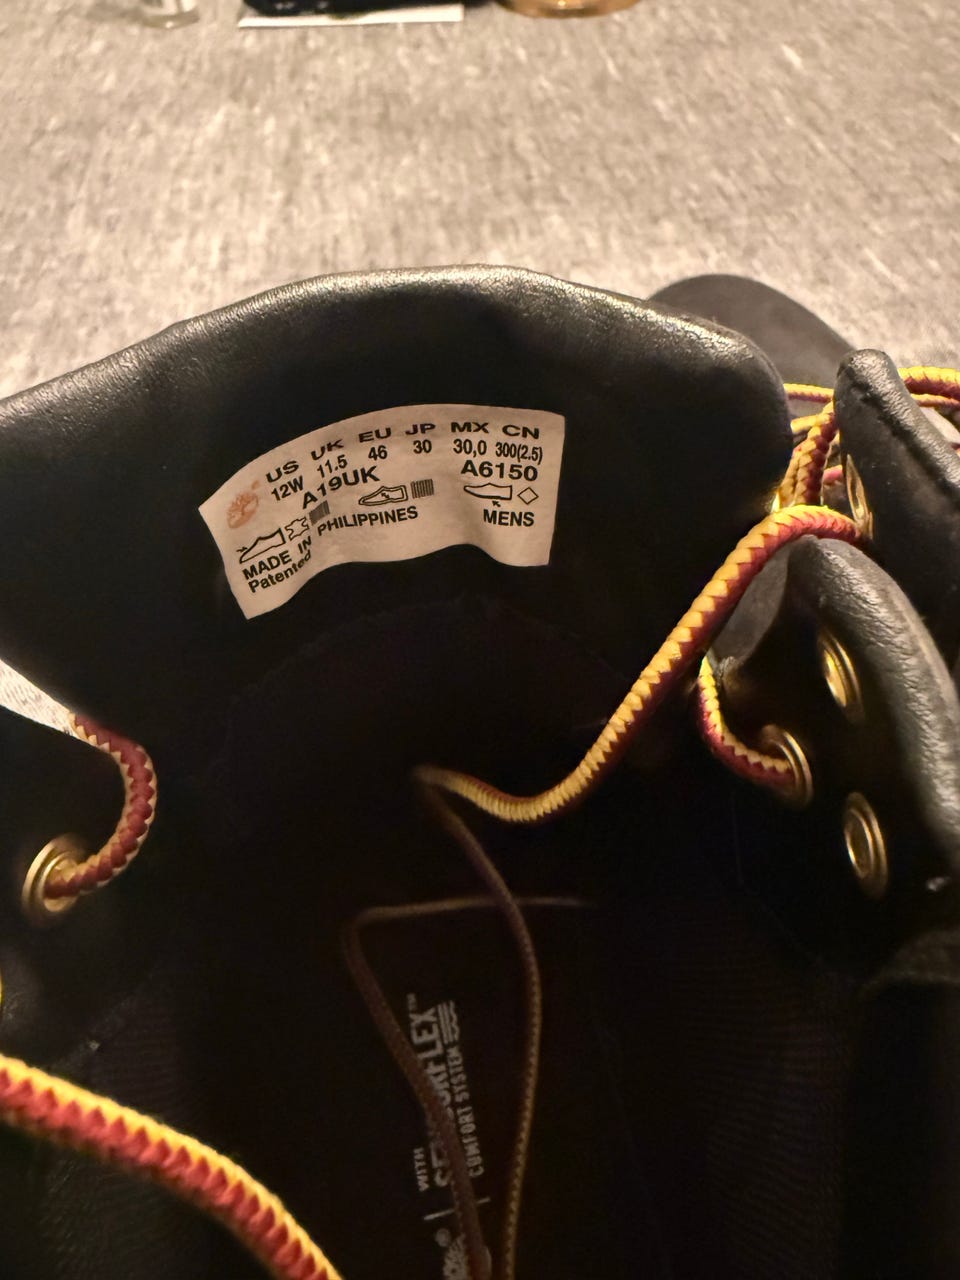 US UK EU JP MX CN
12W 11.5 46 30 30,0 300(2.5)
A19UK A6150
MADE IN PHILIPPINES MENS
Patented
WITH
COMFORT SYSTEM